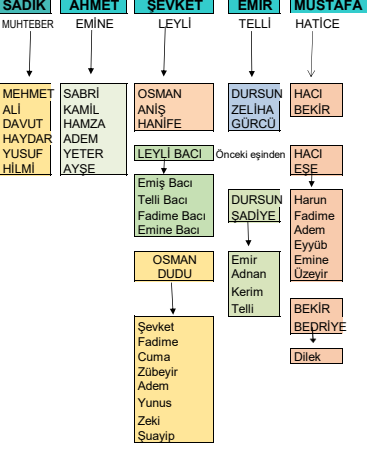 SADIK
MUHTEBER
MEHMET
ALİ
DAVUT
HAYDAR
YUSUF
HİLMİ
AHMET
EMİNE
SABRİ
KAMİL
HAMZA
ADEM
YETER
AYŞE
ŞEVKET
LEYLİ
OSMAN
ANİŞ
HANİFE
LEYLİ BACI Önceki eşinden
Emiş Bacı
Telli Bacı
Fadime Bacı
Emine Bacı
OSMAN
DUDU
Şevket
Fadime
Cuma
Zübeyir
Adem
Yunus
Zeki
Şuayip
EMİR
TELLİ
DURSUN
ZELİHA
GÜRCÜ
DURSUN
ŞADİYE
Emir
Adnan
Kerim
Telli
MUSTAFA
HATİCE
HACI
BEKİR
HACI
EŞE
Harun
Fadime
Adem
Eyyüb
Emine
Üzeyir
BEKİR
BEDRİYE
Dilek